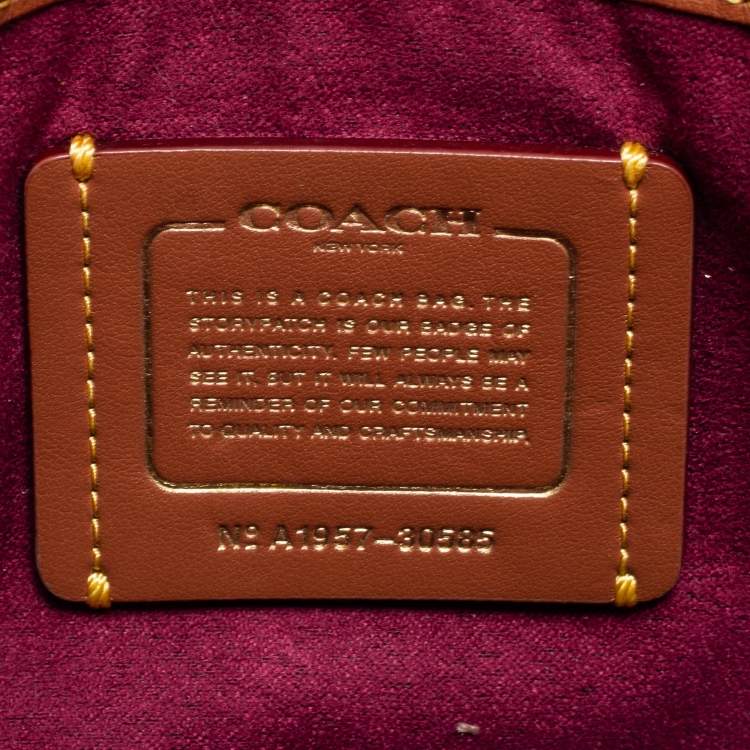 COACH
NEW YORK
THIS IS A COACH BAG. THE
STORYPATCH IS OUR BADGE OF
AUTHENTICITY. FEW PEOPLE MAY
SEE IT, BUT IT WILL ALWAYS BE A
REMINDER OF OUR COMMITMENT
TO QUALITY AND CRAFTSMANSHIP.
Nº A1957-30585